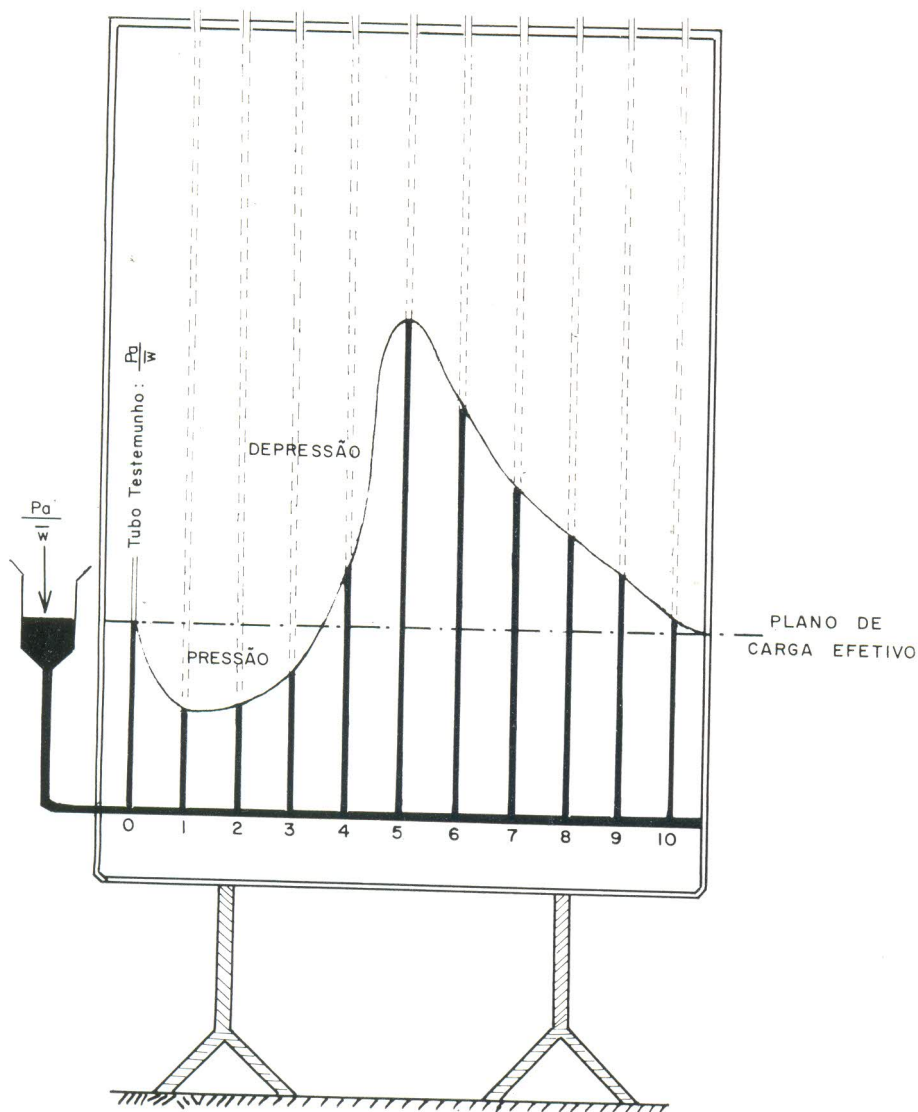 Tubo Testemunho: Pa
w
DEPRESSÃO
Pa
w
PRESSÃO
PLANO DE
CARGA EFETIVO
0 1 2 3 4 5 6 7 8 9 10